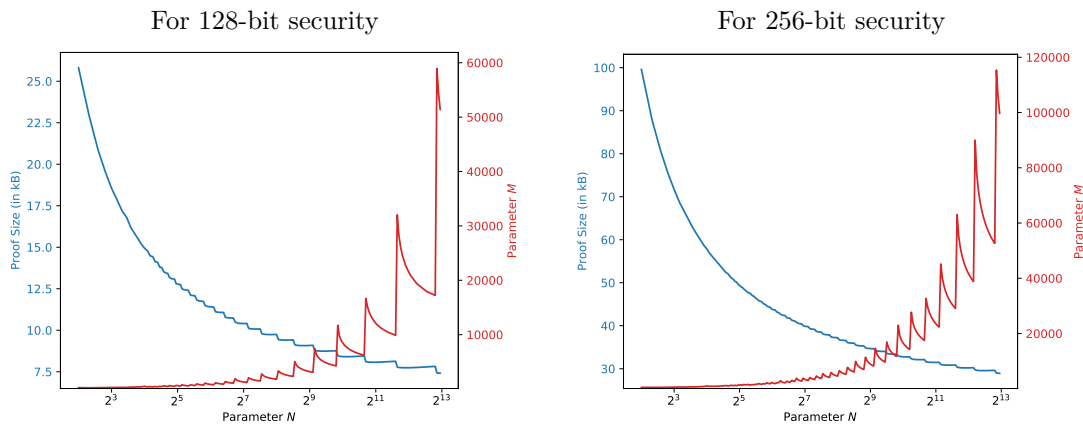 For 128-bit security
For 256-bit security
Proof Size (in kB)
25.0
22.5
20.0
17.5
15.0
12.5
10.0
7.5
2^3 2^5 2^7 2^9 2^11 2^13
Parameter N
60000
50000
40000
30000
20000
10000
Parameter M
Proof Size (in kB)
100
90
80
70
60
50
40
30
2^3 2^5 2^7 2^9 2^11 2^13
Parameter N
120000
100000
80000
60000
40000
20000
Parameter M